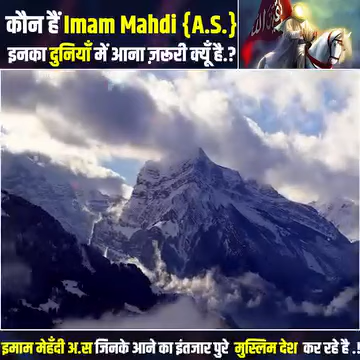 कौन हैं Imam Mahdi {A.S.}
इनका दुनियाँ में आना ज़रूरी क्यूँ है.?
इमाम मेहँदी अ.स जिनके आने का इंतजार पुरे मुस्लिम देश कर रहे है .!